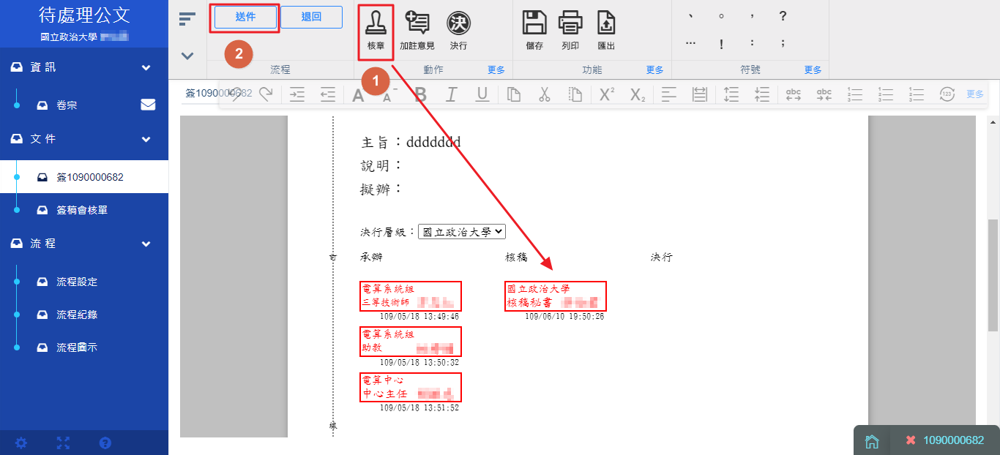 待處理公文
國立政治大學
資訊
卷宗
文件
簽1090000682
簽稿會核單
流程
流程設定
流程紀錄
流程圖示
送件
退回
2
流程
核章
加註意見
決行
1
動作
更多
儲存
列印
匯出
功能
更多
、 。 , ?
… ! : ;
符號
更多
簽1090000682
A
A
B I U
X²
X₂
abc
abc
123
更多
主旨：ddddddd
說明：
擬辦：
決行層級：國立政治大學
承辦
核稿
決行
電算系統組
三等技術師
109/05/18 13:49:46
國立政治大學
核稿秘書
109/06/10 19:50:26
電算系統組
助教
109/05/18 13:50:32
電算中心
中心主任
109/05/18 13:51:52
線
1090000682